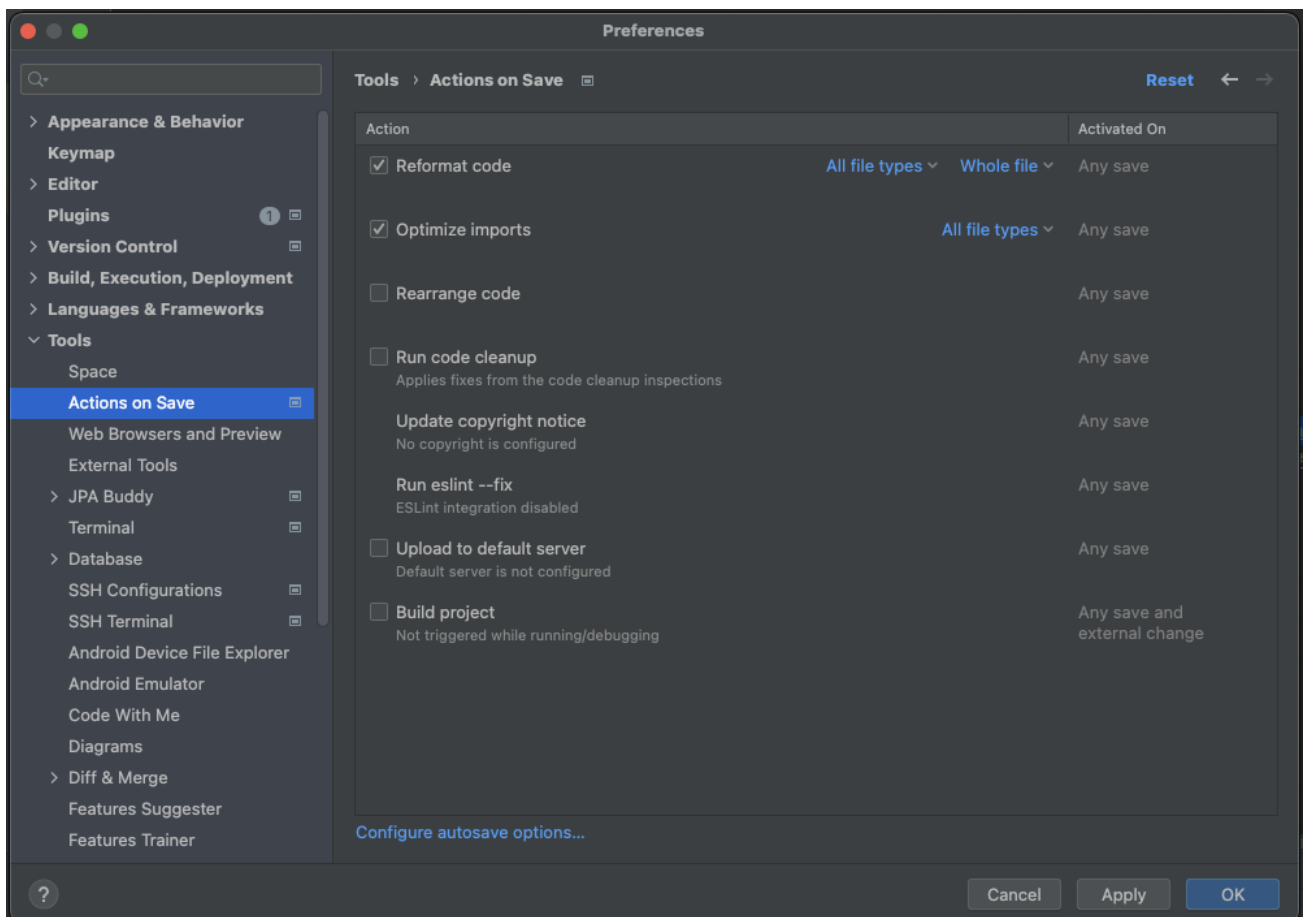 Preferences
Appearance & Behavior
Keymap
Editor
Plugins 1
Version Control
Build, Execution, Deployment
Languages & Frameworks
Tools
Space
Actions on Save
Web Browsers and Preview
External Tools
JPA Buddy
Terminal
Database
SSH Configurations
SSH Terminal
Android Device File Explorer
Android Emulator
Code With Me
Diagrams
Diff & Merge
Features Suggester
Features Trainer
Tools › Actions on Save Reset
Action Activated On
Reformat code All file types Whole file Any save
Optimize imports All file types Any save
Rearrange code Any save
Run code cleanup Any save
Applies fixes from the code cleanup inspections
Update copyright notice Any save
No copyright is configured
Run eslint --fix Any save
ESLint integration disabled
Upload to default server Any save
Default server is not configured
Build project Any save and
Not triggered while running/debugging external change
Configure autosave options...
? Cancel Apply OK